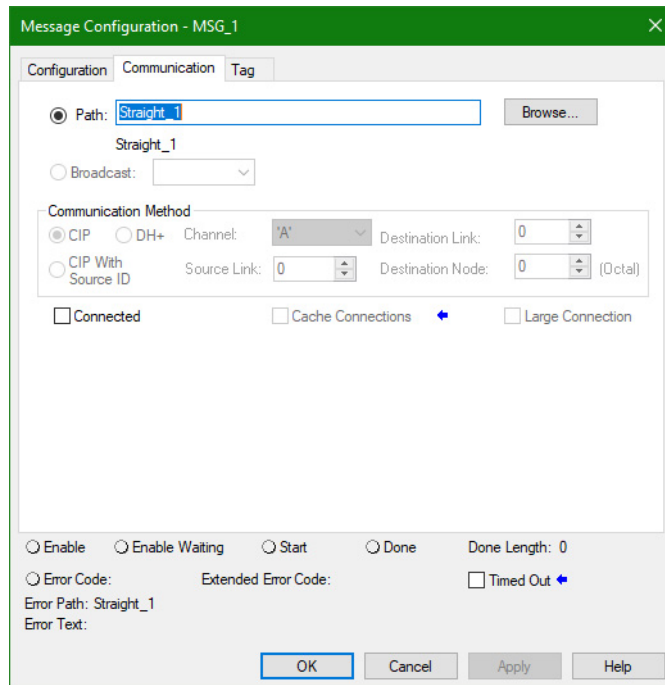 Message Configuration - MSG_1
Configuration Communication Tag
Path: Straight_1 Browse...
Straight_1
Broadcast:
Communication Method
CIP DH+ Channel: 'A' Destination Link: 0
CIP With Source ID Source Link: 0 Destination Node: 0 (Octal)
Connected Cache Connections Large Connection
Enable Enable Waiting Start Done Done Length: 0
Error Code: Extended Error Code: Timed Out
Error Path: Straight_1
Error Text:
OK Cancel Apply Help